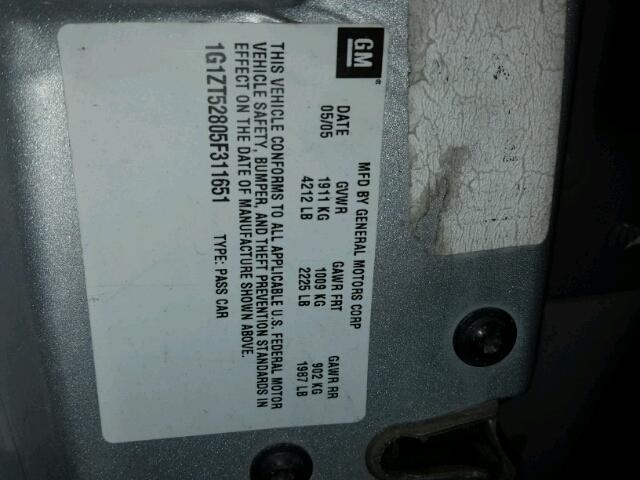 GM
MFD BY GENERAL MOTORS CORP
DATE GVWR GAWR FRT GAWR RR
05/05 1911 KG 1009 KG 902 KG
4212 LB 2225 LB 1987 LB
THIS VEHICLE CONFORMS TO ALL APPLICABLE U.S. FEDERAL MOTOR
VEHICLE SAFETY, BUMPER, AND THEFT PREVENTION STANDARDS IN
EFFECT ON THE DATE OF MANUFACTURE SHOWN ABOVE.
1G1ZT52805F311651 TYPE: PASS CAR